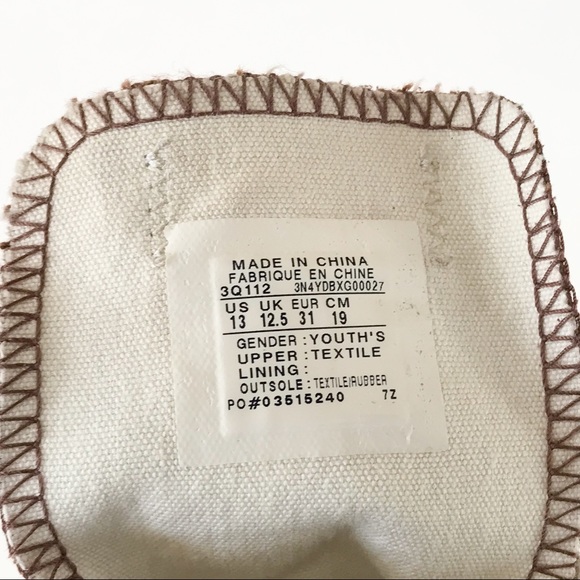 MADE IN CHINA
FABRIQUE EN CHINE
3Q112 3N4YDBXG00027
US UK EUR CM
13 12.5 31 19
GENDER : YOUTH'S
UPPER : TEXTILE
LINING :
OUTSOLE : TEXTILE/RUBBER
PO#03515240 7Z